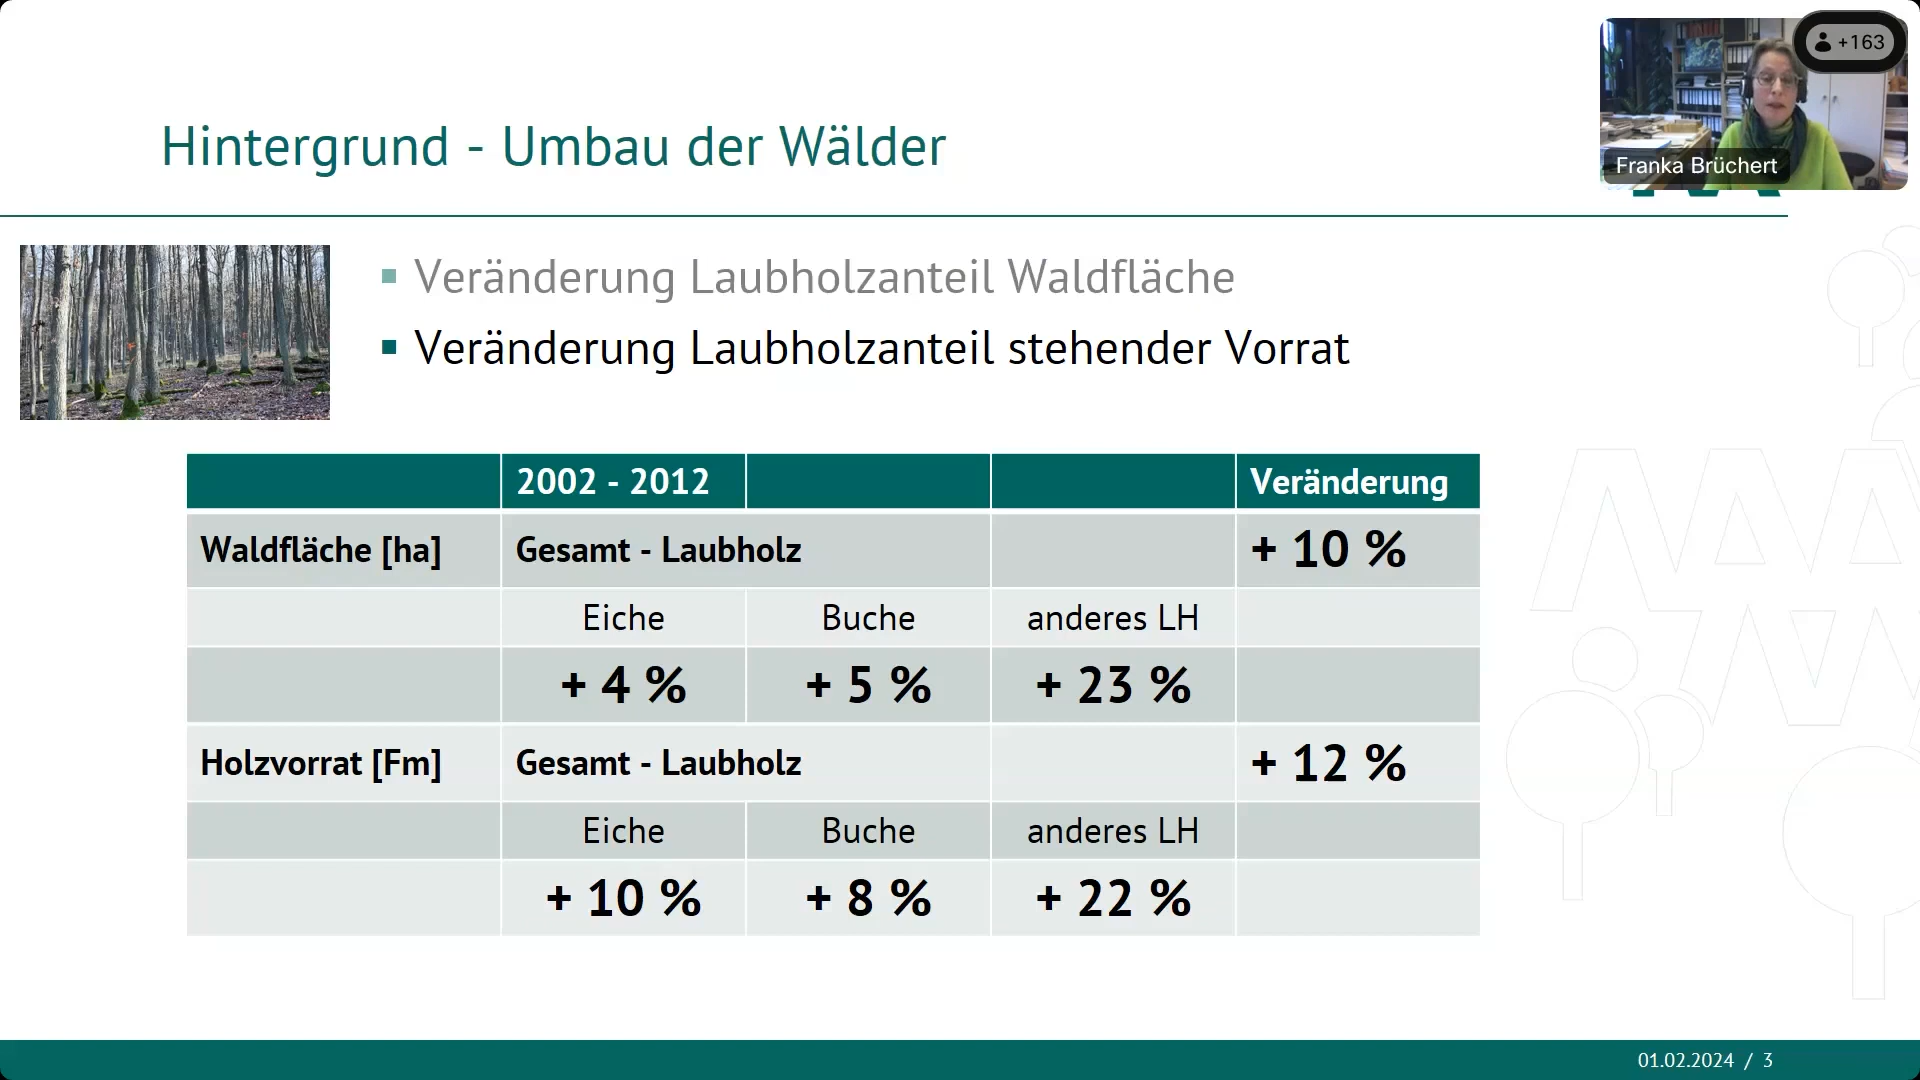 +163
Franka Brüchert
Hintergrund - Umbau der Wälder
Veränderung Laubholzanteil Waldfläche
Veränderung Laubholzanteil stehender Vorrat
2002 - 2012 Veränderung
Waldfläche [ha] Gesamt - Laubholz + 10 %
Eiche Buche anderes LH
+ 4 % + 5 % + 23 %
Holzvorrat [Fm] Gesamt - Laubholz + 12 %
Eiche Buche anderes LH
+ 10 % + 8 % + 22 %
01.02.2024 / 3